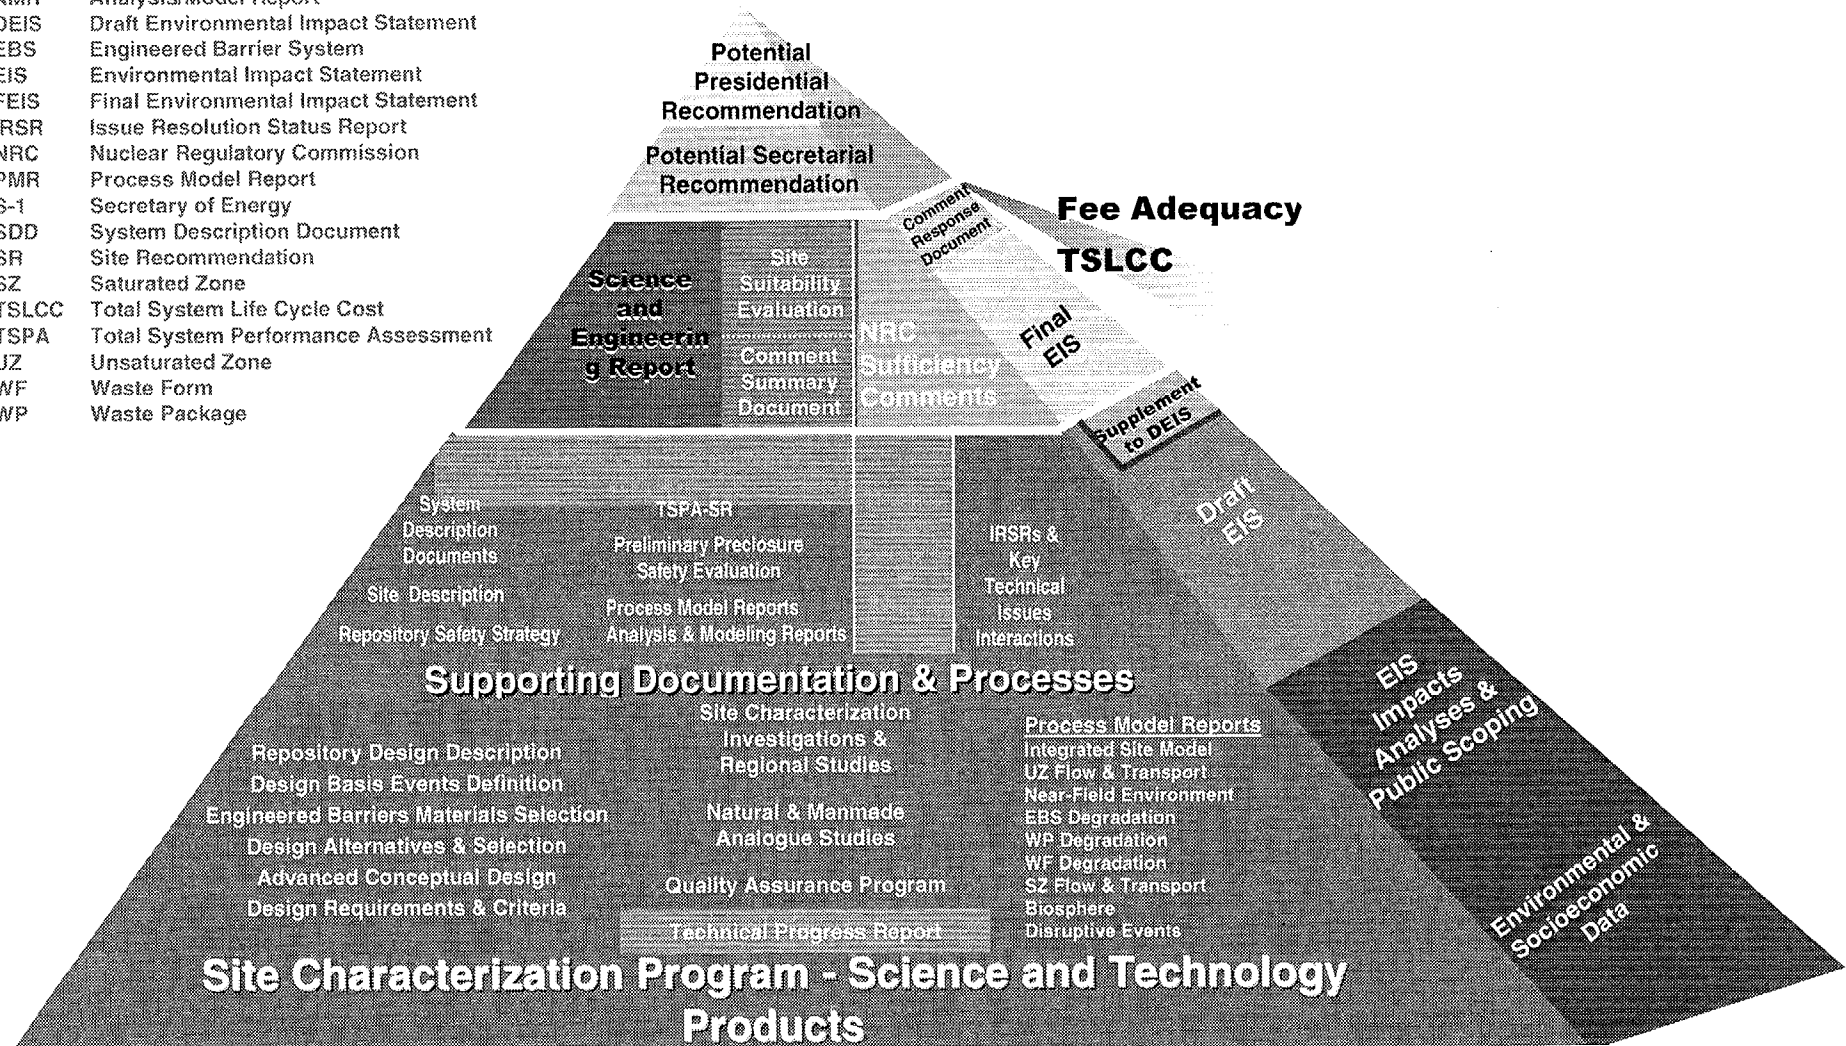 DEIS Draft Environmental Impact Statement
EBS Engineered Barrier System
EIS Environmental Impact Statement
FEIS Final Environmental Impact Statement
IRSR Issue Resolution Status Report
NRC Nuclear Regulatory Commission
PMR Process Model Report
S-1 Secretary of Energy
SDD System Description Document
SR Site Recommendation
SZ Saturated Zone
TSLCC Total System Life Cycle Cost
TSPA Total System Performance Assessment
UZ Unsaturated Zone
WF Waste Form
WP Waste Package
Potential
Presidential
Recommendation
Potential Secretarial
Recommendation
Fee Adequacy
TSLCC
Science
and
Engineerin
g Report
Site
Suitability
Evaluation
Comment
Summary
Document
NRC
Sufficiency
Comments
Comment
Response
Document
Final
EIS
Supplement
to DEIS
Draft
EIS
System
Description
Documents
Site Description
Repository Safety Strategy
TSPA-SR
Preliminary Preclosure
Safety Evaluation
Process Model Reports
Analysis & Modeling Reports
IRSRs &
Key
Technical
Issues
Interactions
Supporting Documentation & Processes
Repository Design Description
Design Basis Events Definition
Engineered Barriers Materials Selection
Design Alternatives & Selection
Advanced Conceptual Design
Design Requirements & Criteria
Site Characterization
Investigations &
Regional Studies
Natural & Manmade
Analogue Studies
Quality Assurance Program
Technical Progress Report
Process Model Reports
Integrated Site Model
UZ Flow & Transport
Near-Field Environment
EBS Degradation
WP Degradation
WF Degradation
SZ Flow & Transport
Biosphere
Disruptive Events
EIS
Impacts
Analyses &
Public Scoping
Environmental &
Socioeconomic
Data
Site Characterization Program - Science and Technology
Products